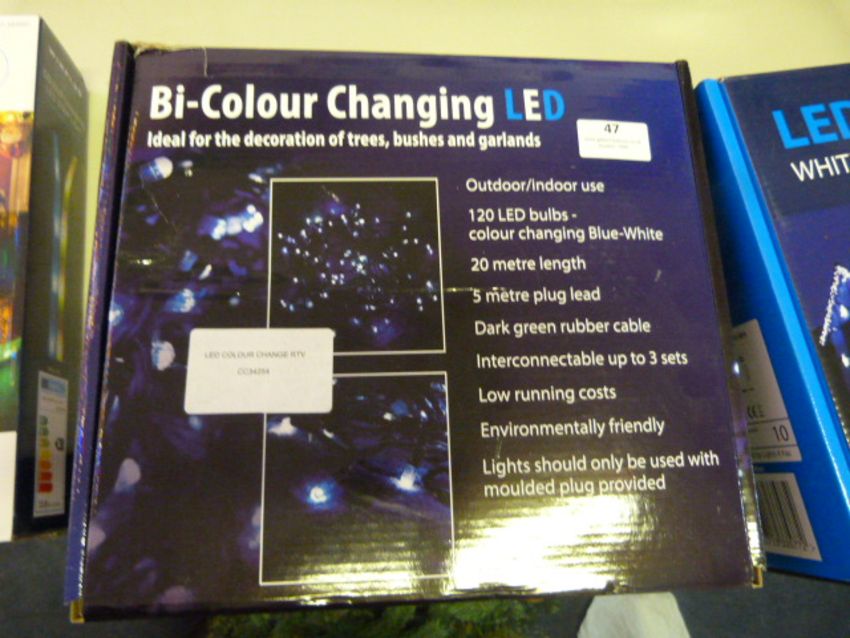 Bi-Colour Changing LED
Ideal for the decoration of trees, bushes and garlands
47
Outdoor/indoor use
120 LED bulbs -
colour changing Blue-White
20 metre length
5 metre plug lead
Dark green rubber cable
Interconnectable up to 3 sets
Low running costs
Environmentally friendly
Lights should only be used with
moulded plug provided
LED COLOUR CHANGE RTV
CC34284
LED
WHIT
10